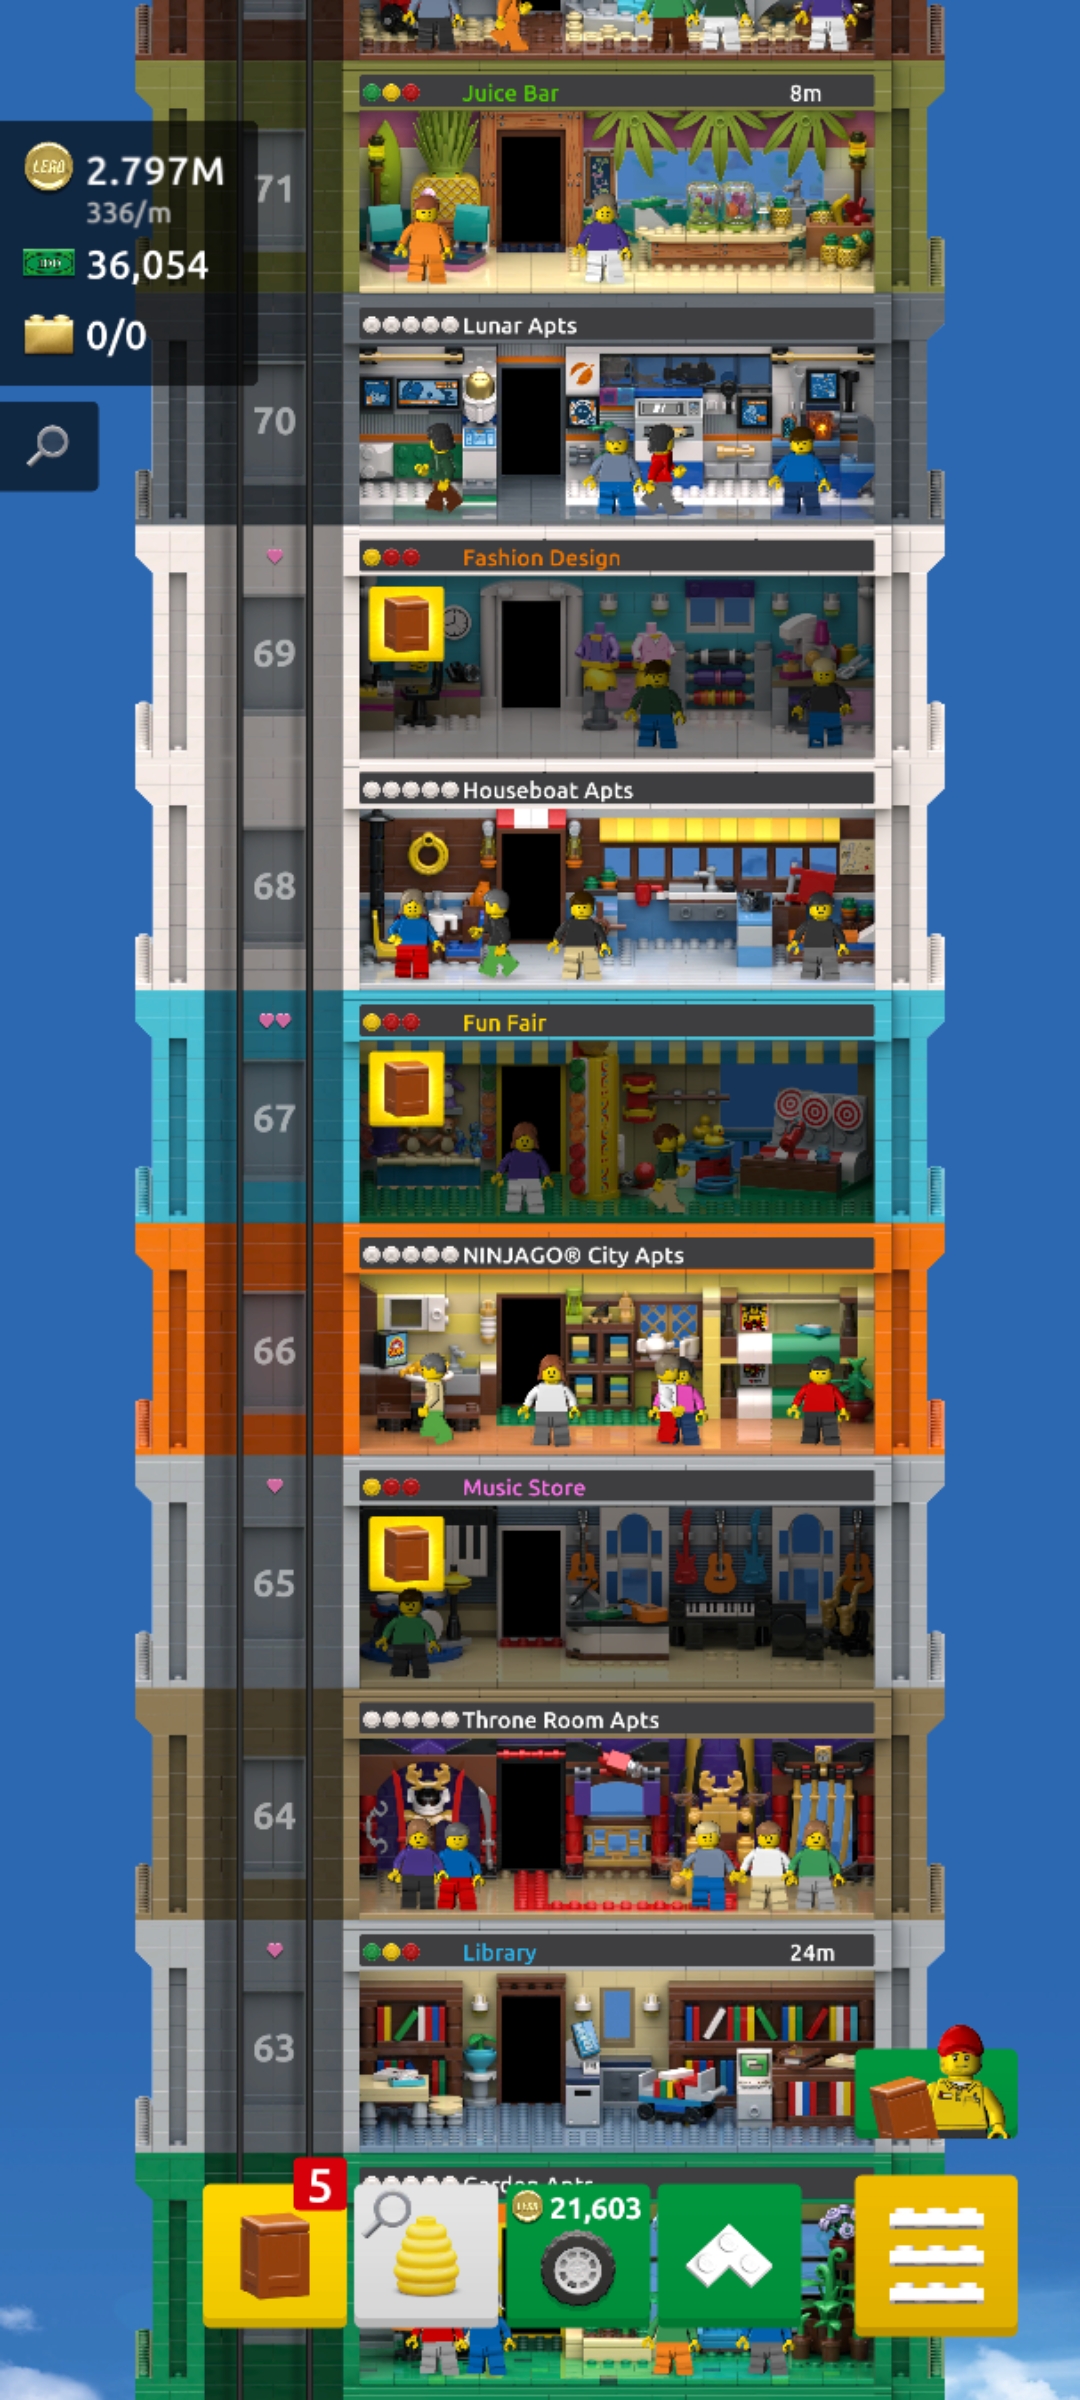 Juice Bar 8m
LEGO 2.797M
336/m
36,054
0/0
71
Lunar Apts
70
Fashion Design
69
Houseboat Apts
68
Fun Fair
67
NINJAGO® City Apts
66
Music Store
65
Throne Room Apts
64
Library 24m
63
Garden Apts
5
21,603